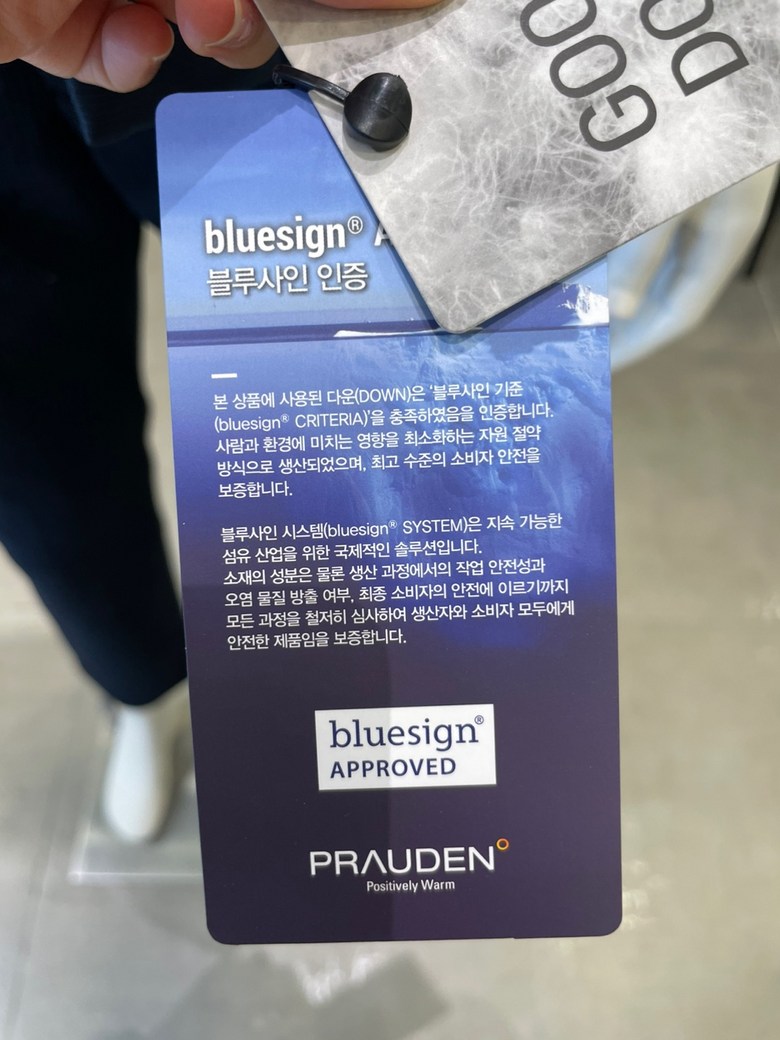 GOO
DO
bluesign®
블루사인 인증
본 상품에 사용된 다운(DOWN)은 '블루사인 기준
(bluesign® CRITERIA)'을 충족하였음을 인증합니다.
사람과 환경에 미치는 영향을 최소화하는 자원 절약
방식으로 생산되었으며, 최고 수준의 소비자 안전을
보증합니다.
블루사인 시스템(bluesign® SYSTEM)은 지속 가능한
섬유 산업을 위한 국제적인 솔루션입니다.
소재의 성분은 물론 생산 과정에서의 작업 안전성과
오염 물질 방출 여부, 최종 소비자의 안전에 이르기까지
모든 과정을 철저히 심사하여 생산자와 소비자 모두에게
안전한 제품임을 보증합니다.
bluesign®
APPROVED
PRAUDEN
Positively Warm